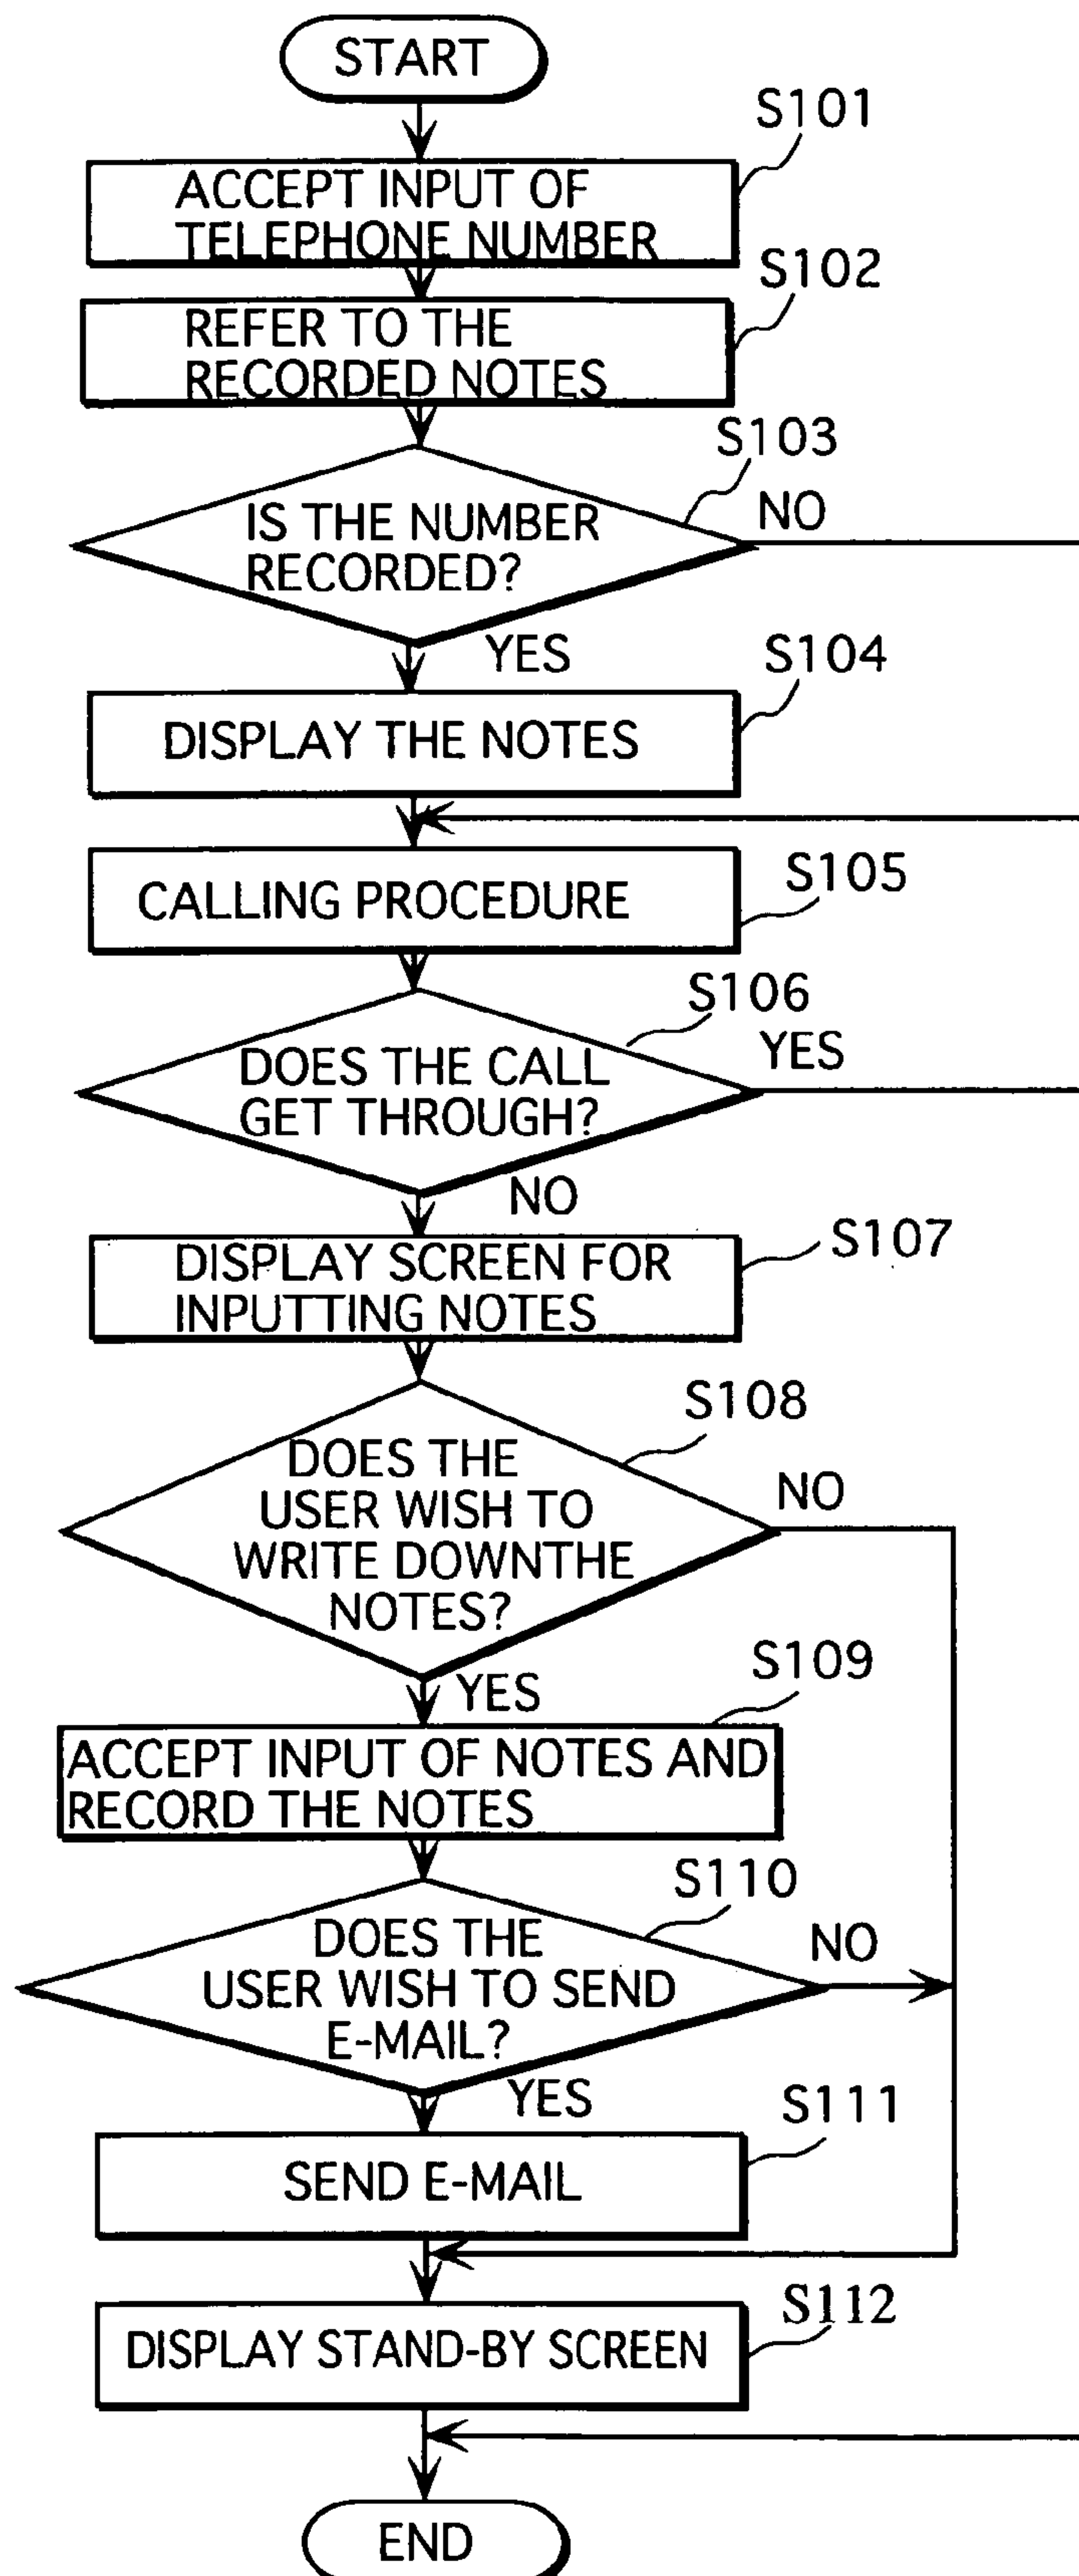 START
S101
ACCEPT INPUT OF
TELEPHONE NUMBER
S102
REFER TO THE
RECORDED NOTES
S103
IS THE NUMBER
RECORDED?
NO
YES
S104
DISPLAY THE NOTES
S105
CALLING PROCEDURE
S106
DOES THE CALL
GET THROUGH?
YES
NO
S107
DISPLAY SCREEN FOR
INPUTTING NOTES
S108
DOES THE
USER WISH TO
WRITE DOWNTHE
NOTES?
NO
YES
S109
ACCEPT INPUT OF NOTES AND
RECORD THE NOTES
S110
DOES THE
USER WISH TO SEND
E-MAIL?
NO
YES
S111
SEND E-MAIL
S112
DISPLAY STAND-BY SCREEN
END